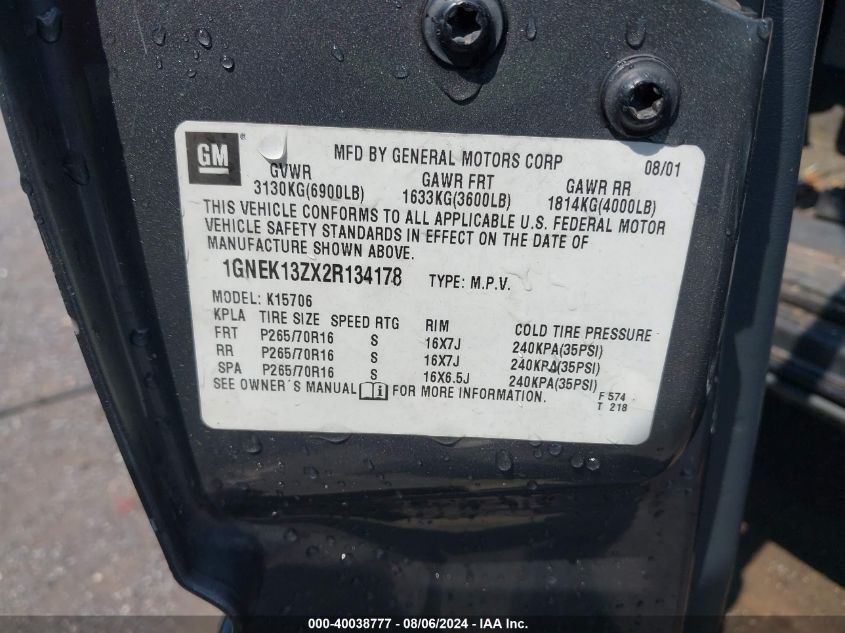 GM ® MFD BY GENERAL MOTORS CORP 08/01
GVWR GAWR FRT GAWR RR
3130KG(6900LB) 1633KG(3600LB) 1814KG(4000LB)
THIS VEHICLE CONFORMS TO ALL APPLICABLE U.S. FEDERAL MOTOR
VEHICLE SAFETY STANDARDS IN EFFECT ON THE DATE OF
MANUFACTURE SHOWN ABOVE.
1GNEK13ZX2R134178 TYPE: M.P.V.
MODEL: K15706
KPLA TIRE SIZE SPEED RTG RIM COLD TIRE PRESSURE
FRT P265/70R16 S 16X7J 240KPA(35PSI)
RR P265/70R16 S 16X7J 240KPA(35PSI)
SPA P265/70R16 S 16X6.5J 240KPA(35PSI)
SEE OWNER'S MANUAL FOR MORE INFORMATION.
F 574
T 218
000-40038777 - 08/06/2024 - IAA Inc.